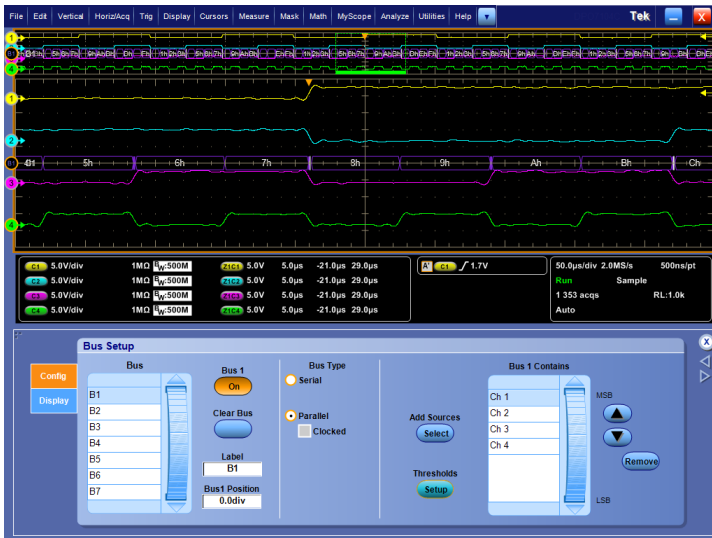 File Edit Vertical Horiz/Acq Trig Display Cursors Measure Mask Math MyScope Analyze Utilities Help Tek X
1
2
B1 5h 6h 7h 8h 9h Ah Bh Ch
3
4
C1 5.0V/div 1MΩ BW:500M Z1C1 5.0V 5.0µs -21.0µs 29.0µs A' C1 1.7V 50.0µs/div 2.0MS/s 500ns/pt
C2 5.0V/div 1MΩ BW:500M Z1C2 5.0V 5.0µs -21.0µs 29.0µs Run Sample
C3 5.0V/div 1MΩ BW:500M Z1C3 5.0V 5.0µs -21.0µs 29.0µs 1 353 acqs RL:1.0k
C4 5.0V/div 1MΩ BW:500M Z1C4 5.0V 5.0µs -21.0µs 29.0µs Auto
Bus Setup X
Config
Display
Bus
B1
B2
B3
B4
B5
B6
B7
Bus 1
On
Clear Bus
Label
B1
Bus1 Position
0.0div
Bus Type
Serial
Parallel
Clocked
Add Sources
Select
Thresholds
Setup
Bus 1 Contains
Ch 1
Ch 2
Ch 3
Ch 4
MSB
Remove
LSB